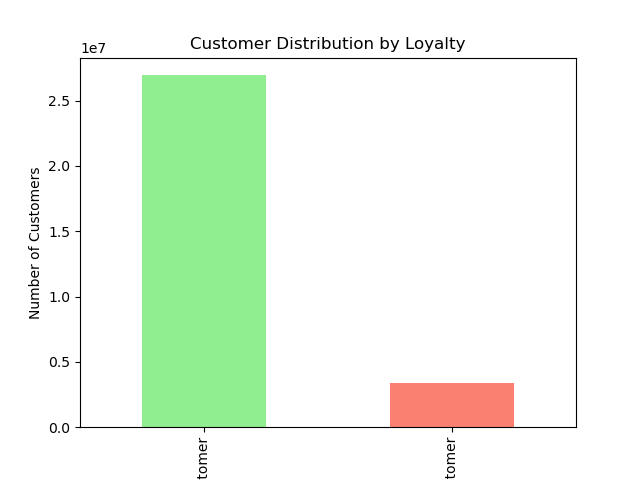 Customer Distribution by Loyalty
1e7
2.5
2.0
1.5
1.0
0.5
0.0
Number of Customers
tomer
tomer